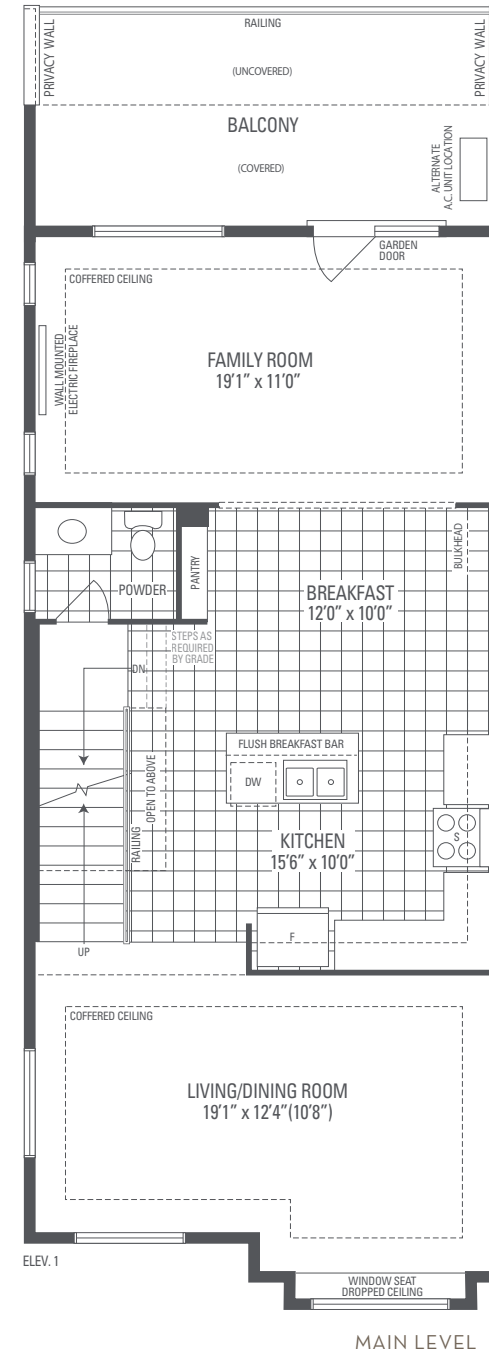 RAILING
PRIVACY WALL
PRIVACY WALL
(UNCOVERED)
BALCONY
(COVERED)
ALTERNATE
A.C. UNIT LOCATION
GARDEN
DOOR
COFFERED CEILING
WALL MOUNTED
ELECTRIC FIREPLACE
FAMILY ROOM
19'1" x 11'0"
POWDER
PANTRY
BULKHEAD
BREAKFAST
12'0" x 10'0"
STEPS AS
REQUIRED
BY GRADE
DN
FLUSH BREAKFAST BAR
DW
OPEN TO ABOVE
RAILING
KITCHEN
15'6" x 10'0"
S
F
UP
COFFERED CEILING
LIVING/DINING ROOM
19'1" x 12'4"(10'8")
ELEV. 1
WINDOW SEAT
DROPPED CEILING
MAIN LEVEL